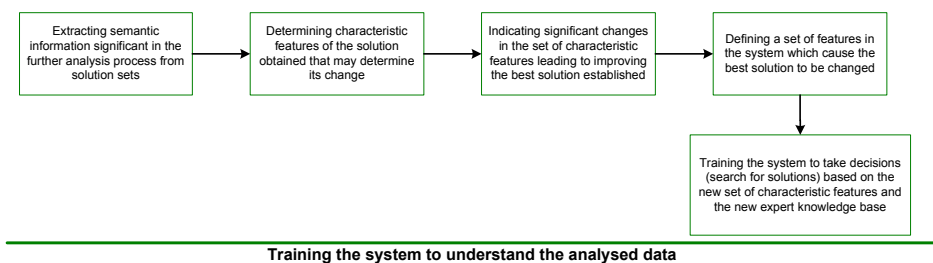 Extracting semantic
information significant in the
further analysis process from
solution sets
Determining characteristic
features of the solution
obtained that may determine
its change
Indicating significant changes
in the set of characteristic
features leading to improving
the best solution established
Defining a set of features in
the system which cause the
best solution to be changed
Training the system to take decisions
(search for solutions) based on the
new set of characteristic features and
the new expert knowledge base
Training the system to understand the analysed data